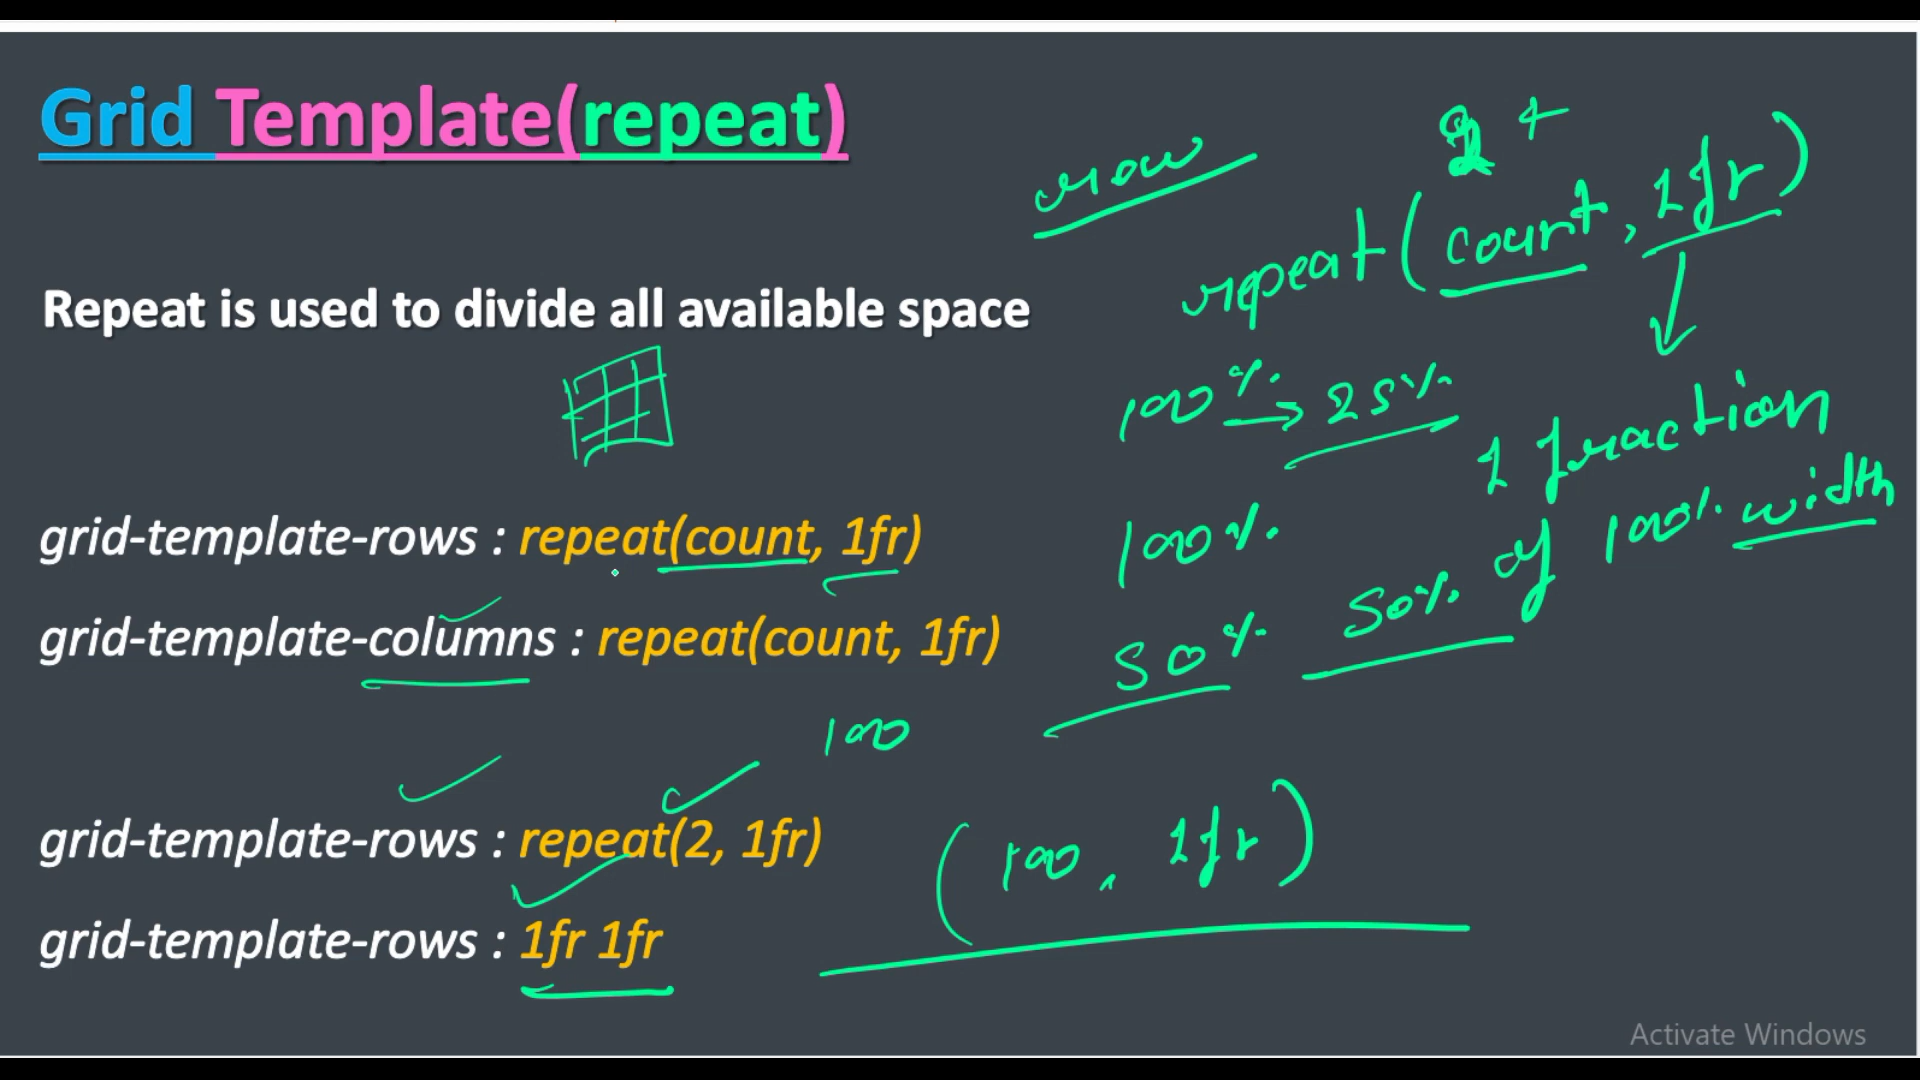 Grid Template(repeat)
row
2 4
repeat(count, 1fr)
Repeat is used to divide all available space
100% → 25%
1 fraction
of 100% width
grid-template-rows : repeat(count, 1fr)
100%
50%
50%
grid-template-columns : repeat(count, 1fr)
100
grid-template-rows : repeat(2, 1fr)
(100, 1fr)
grid-template-rows : 1fr 1fr
Activate Windows